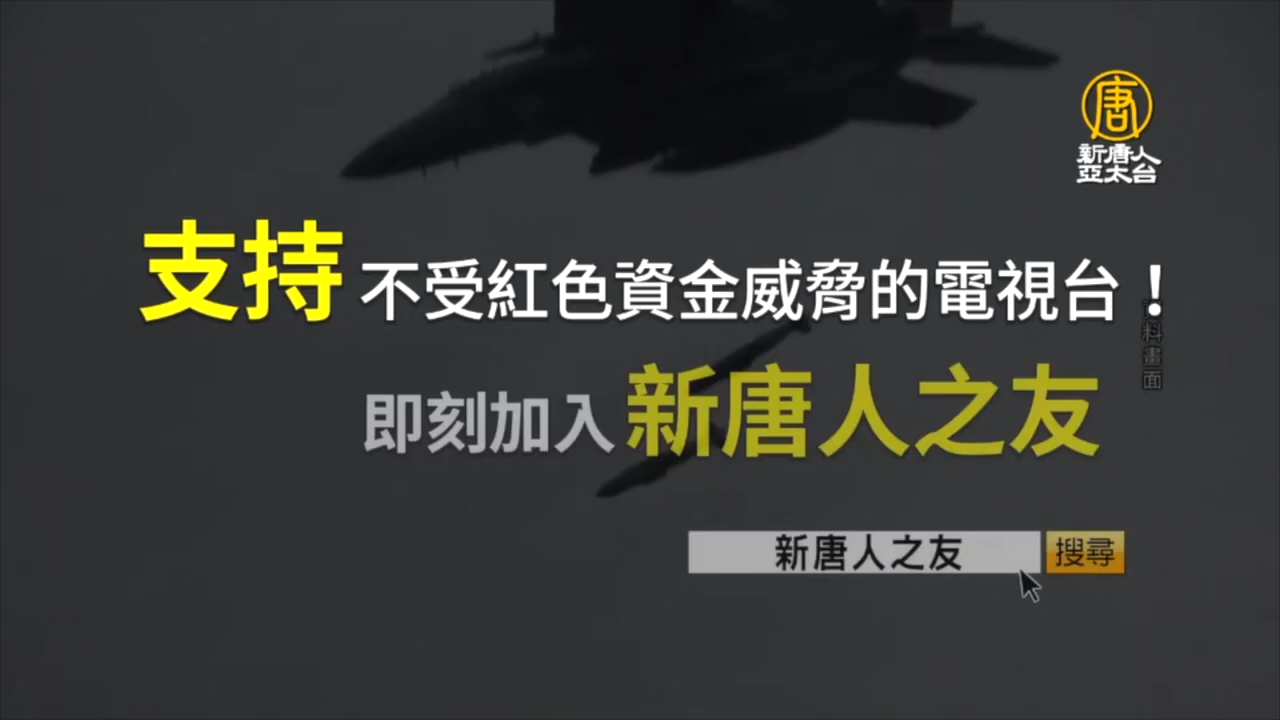 唐
新唐人
亞太台
支持 不受紅色資金威脅的電視台！
料畫面
即刻加入 新唐人之友
新唐人之友 搜尋